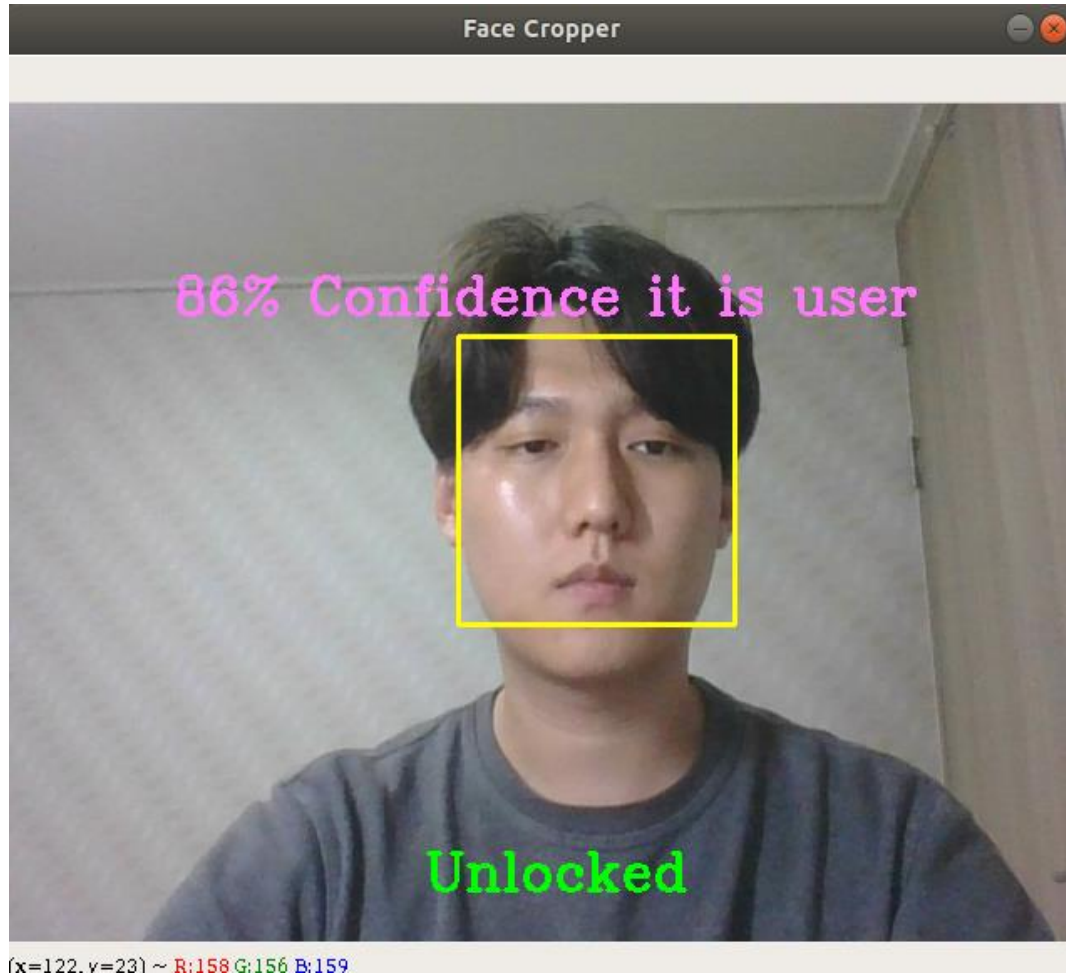 Face Cropper
86% Confidence it is user
Unlocked
(x=122, y=23) ~ R:158 G:156 B:159